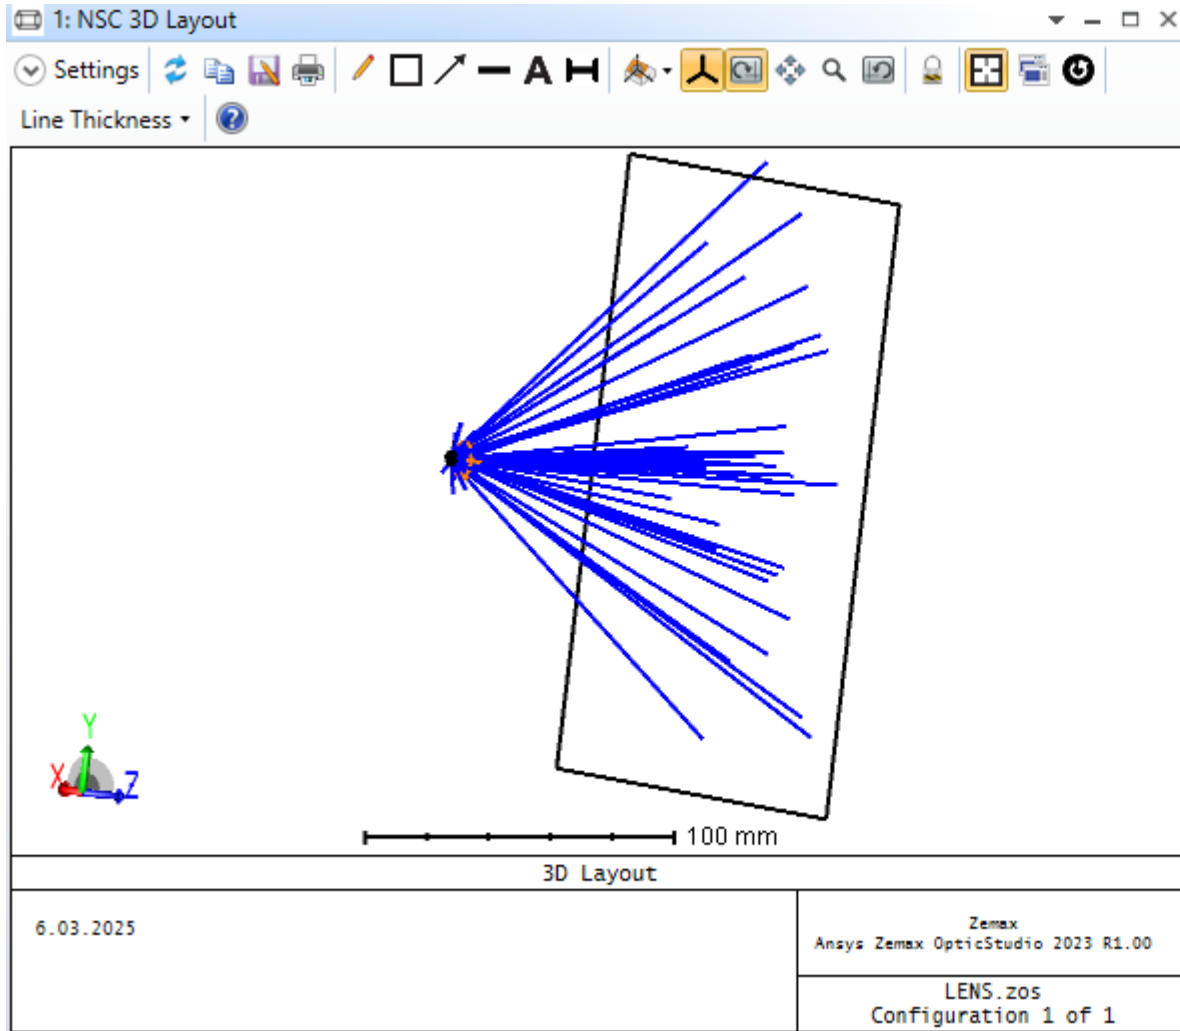 1: NSC 3D Layout
Settings
A
Line Thickness
Y
X
Z
100 mm
3D Layout
6.03.2025
Zemax
Ansys Zemax OpticStudio 2023 R1.00
LENS.zos
Configuration 1 of 1